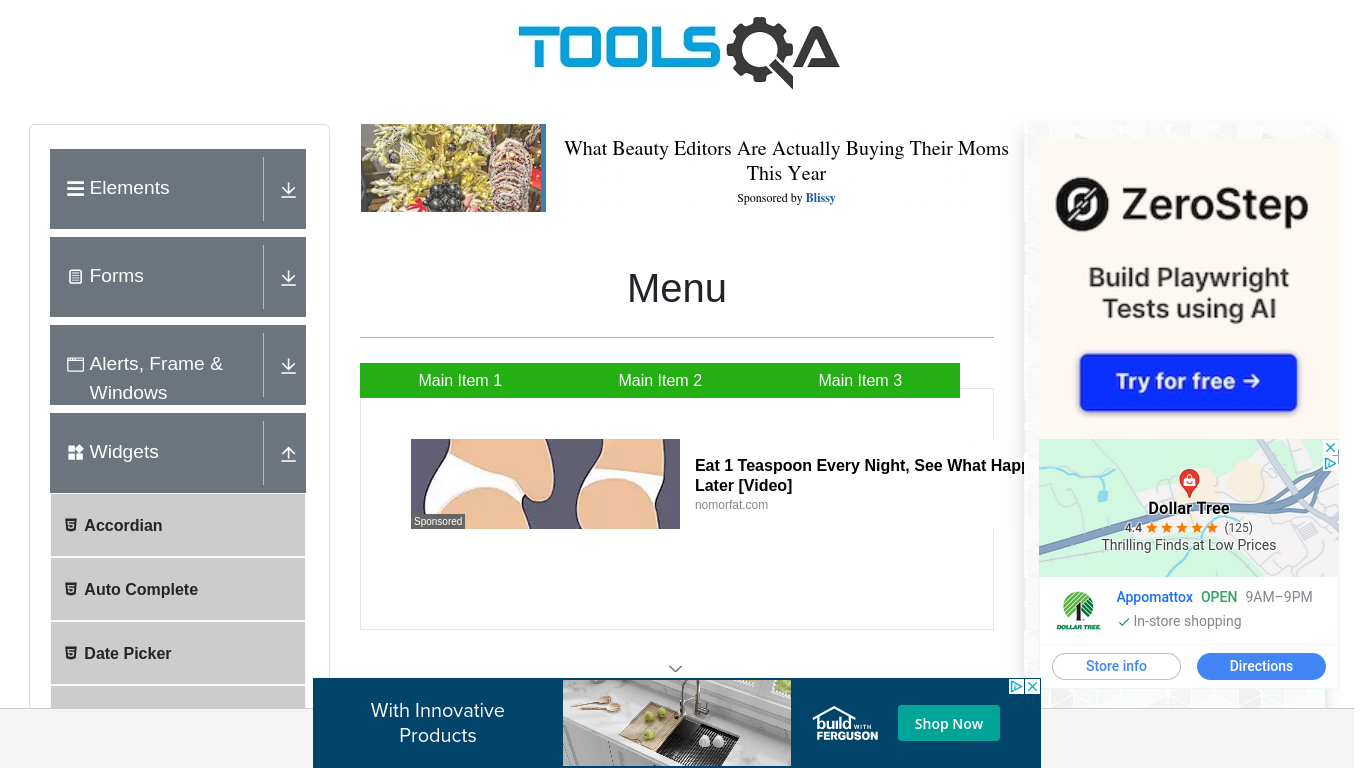 TOOLSQA
Elements
Forms
Alerts, Frame &
Windows
Widgets
Accordian
Auto Complete
Date Picker
What Beauty Editors Are Actually Buying Their Moms
This Year
Sponsored by Blissy
Menu
Main Item 1
Main Item 2
Main Item 3
Eat 1 Teaspoon Every Night, See What Happ
Later [Video]
nomorfat.com
Sponsored
ZeroStep
Build Playwright
Tests using AI
Try for free →
Dollar Tree
4.4 ★★★★★ (125)
Thrilling Finds at Low Prices
DOLLAR TREE.
Appomattox OPEN 9AM–9PM
In-store shopping
Store info
Directions
With Innovative
Products
build WITH
FERGUSON
Shop Now